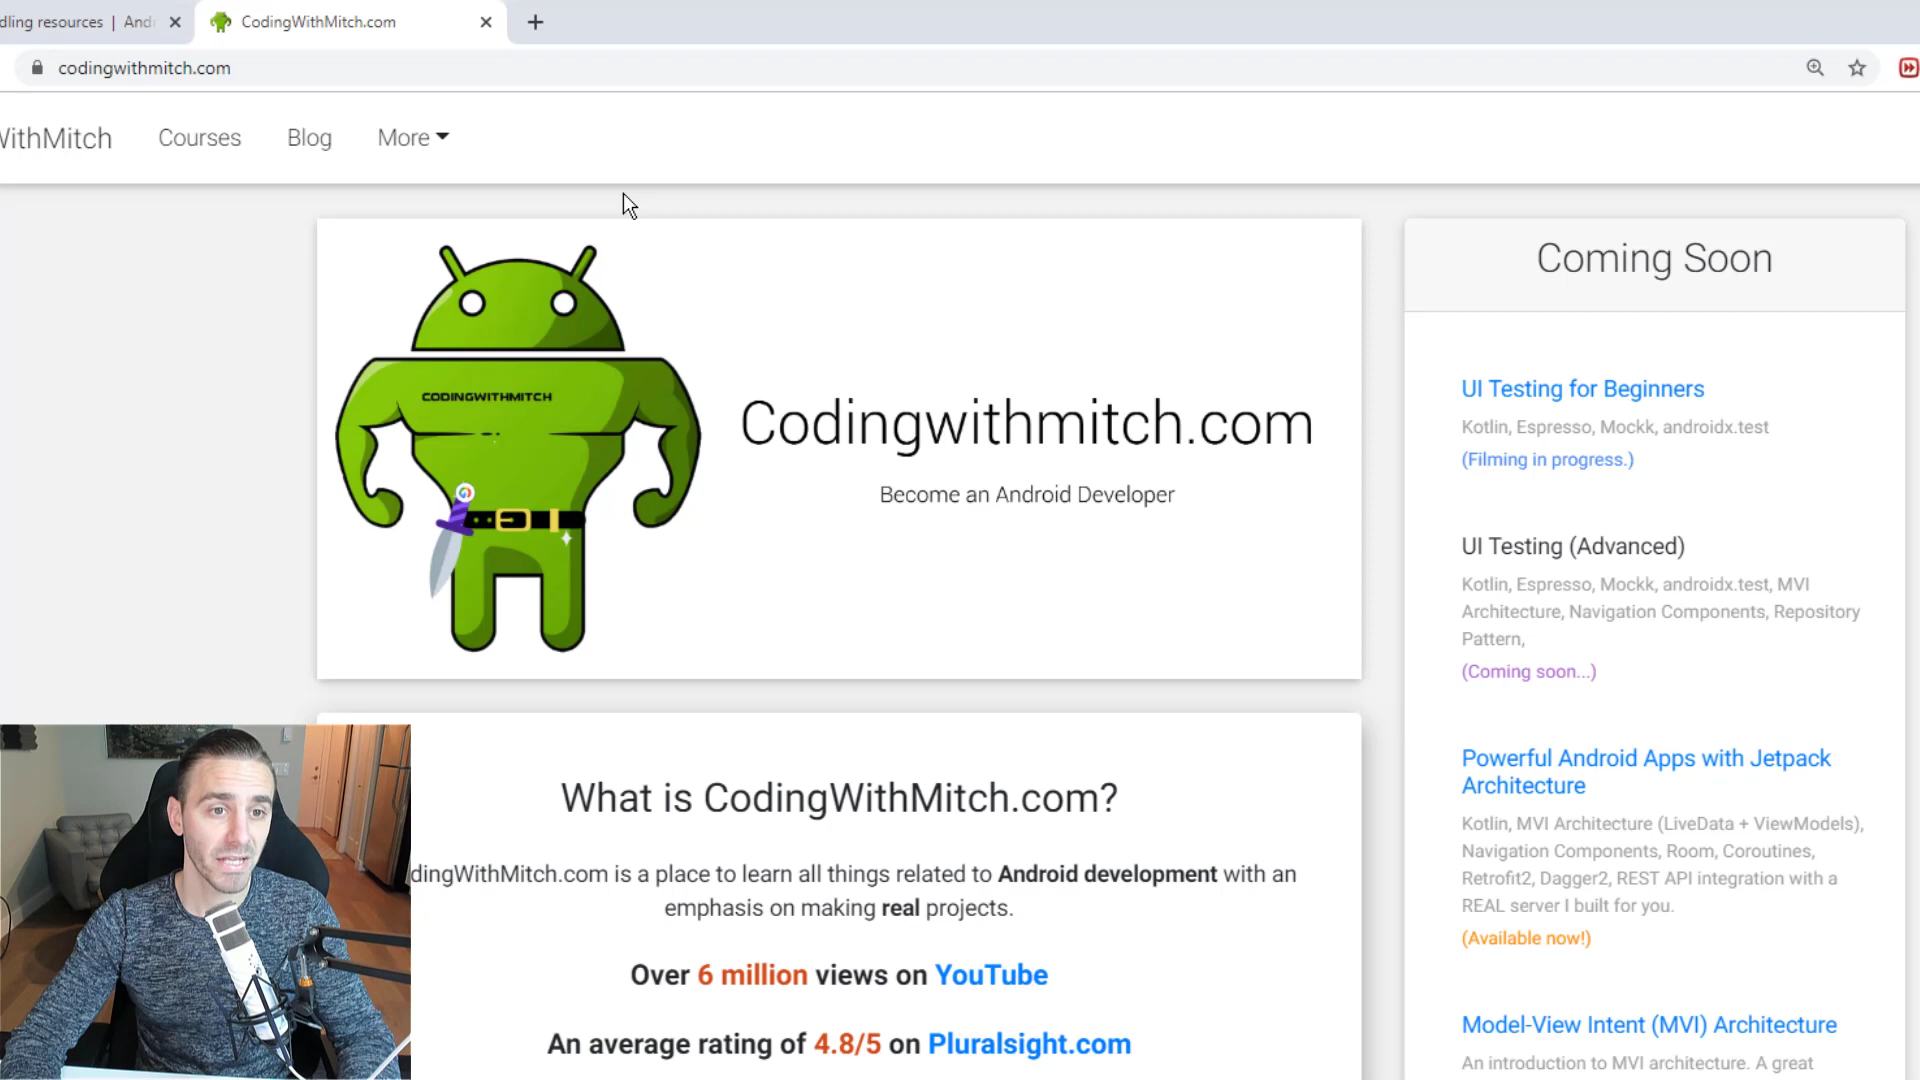 dling resources | And
CodingWithMitch.com
codingwithmitch.com
WithMitch
Courses
Blog
More
CODINGWITHMITCH
Codingwithmitch.com
Become an Android Developer
What is CodingWithMitch.com?
dingWithMitch.com is a place to learn all things related to Android development with an
emphasis on making real projects.
Over 6 million views on YouTube
An average rating of 4.8/5 on Pluralsight.com
Coming Soon
UI Testing for Beginners
Kotlin, Espresso, Mockk, androidx.test
(Filming in progress.)
UI Testing (Advanced)
Kotlin, Espresso, Mockk, androidx.test, MVI
Architecture, Navigation Components, Repository
Pattern,
(Coming soon...)
Powerful Android Apps with Jetpack
Architecture
Kotlin, MVI Architecture (LiveData + ViewModels),
Navigation Components, Room, Coroutines,
Retrofit2, Dagger2, REST API integration with a
REAL server I built for you.
(Available now!)
Model-View Intent (MVI) Architecture
An introduction to MVI architecture. A great